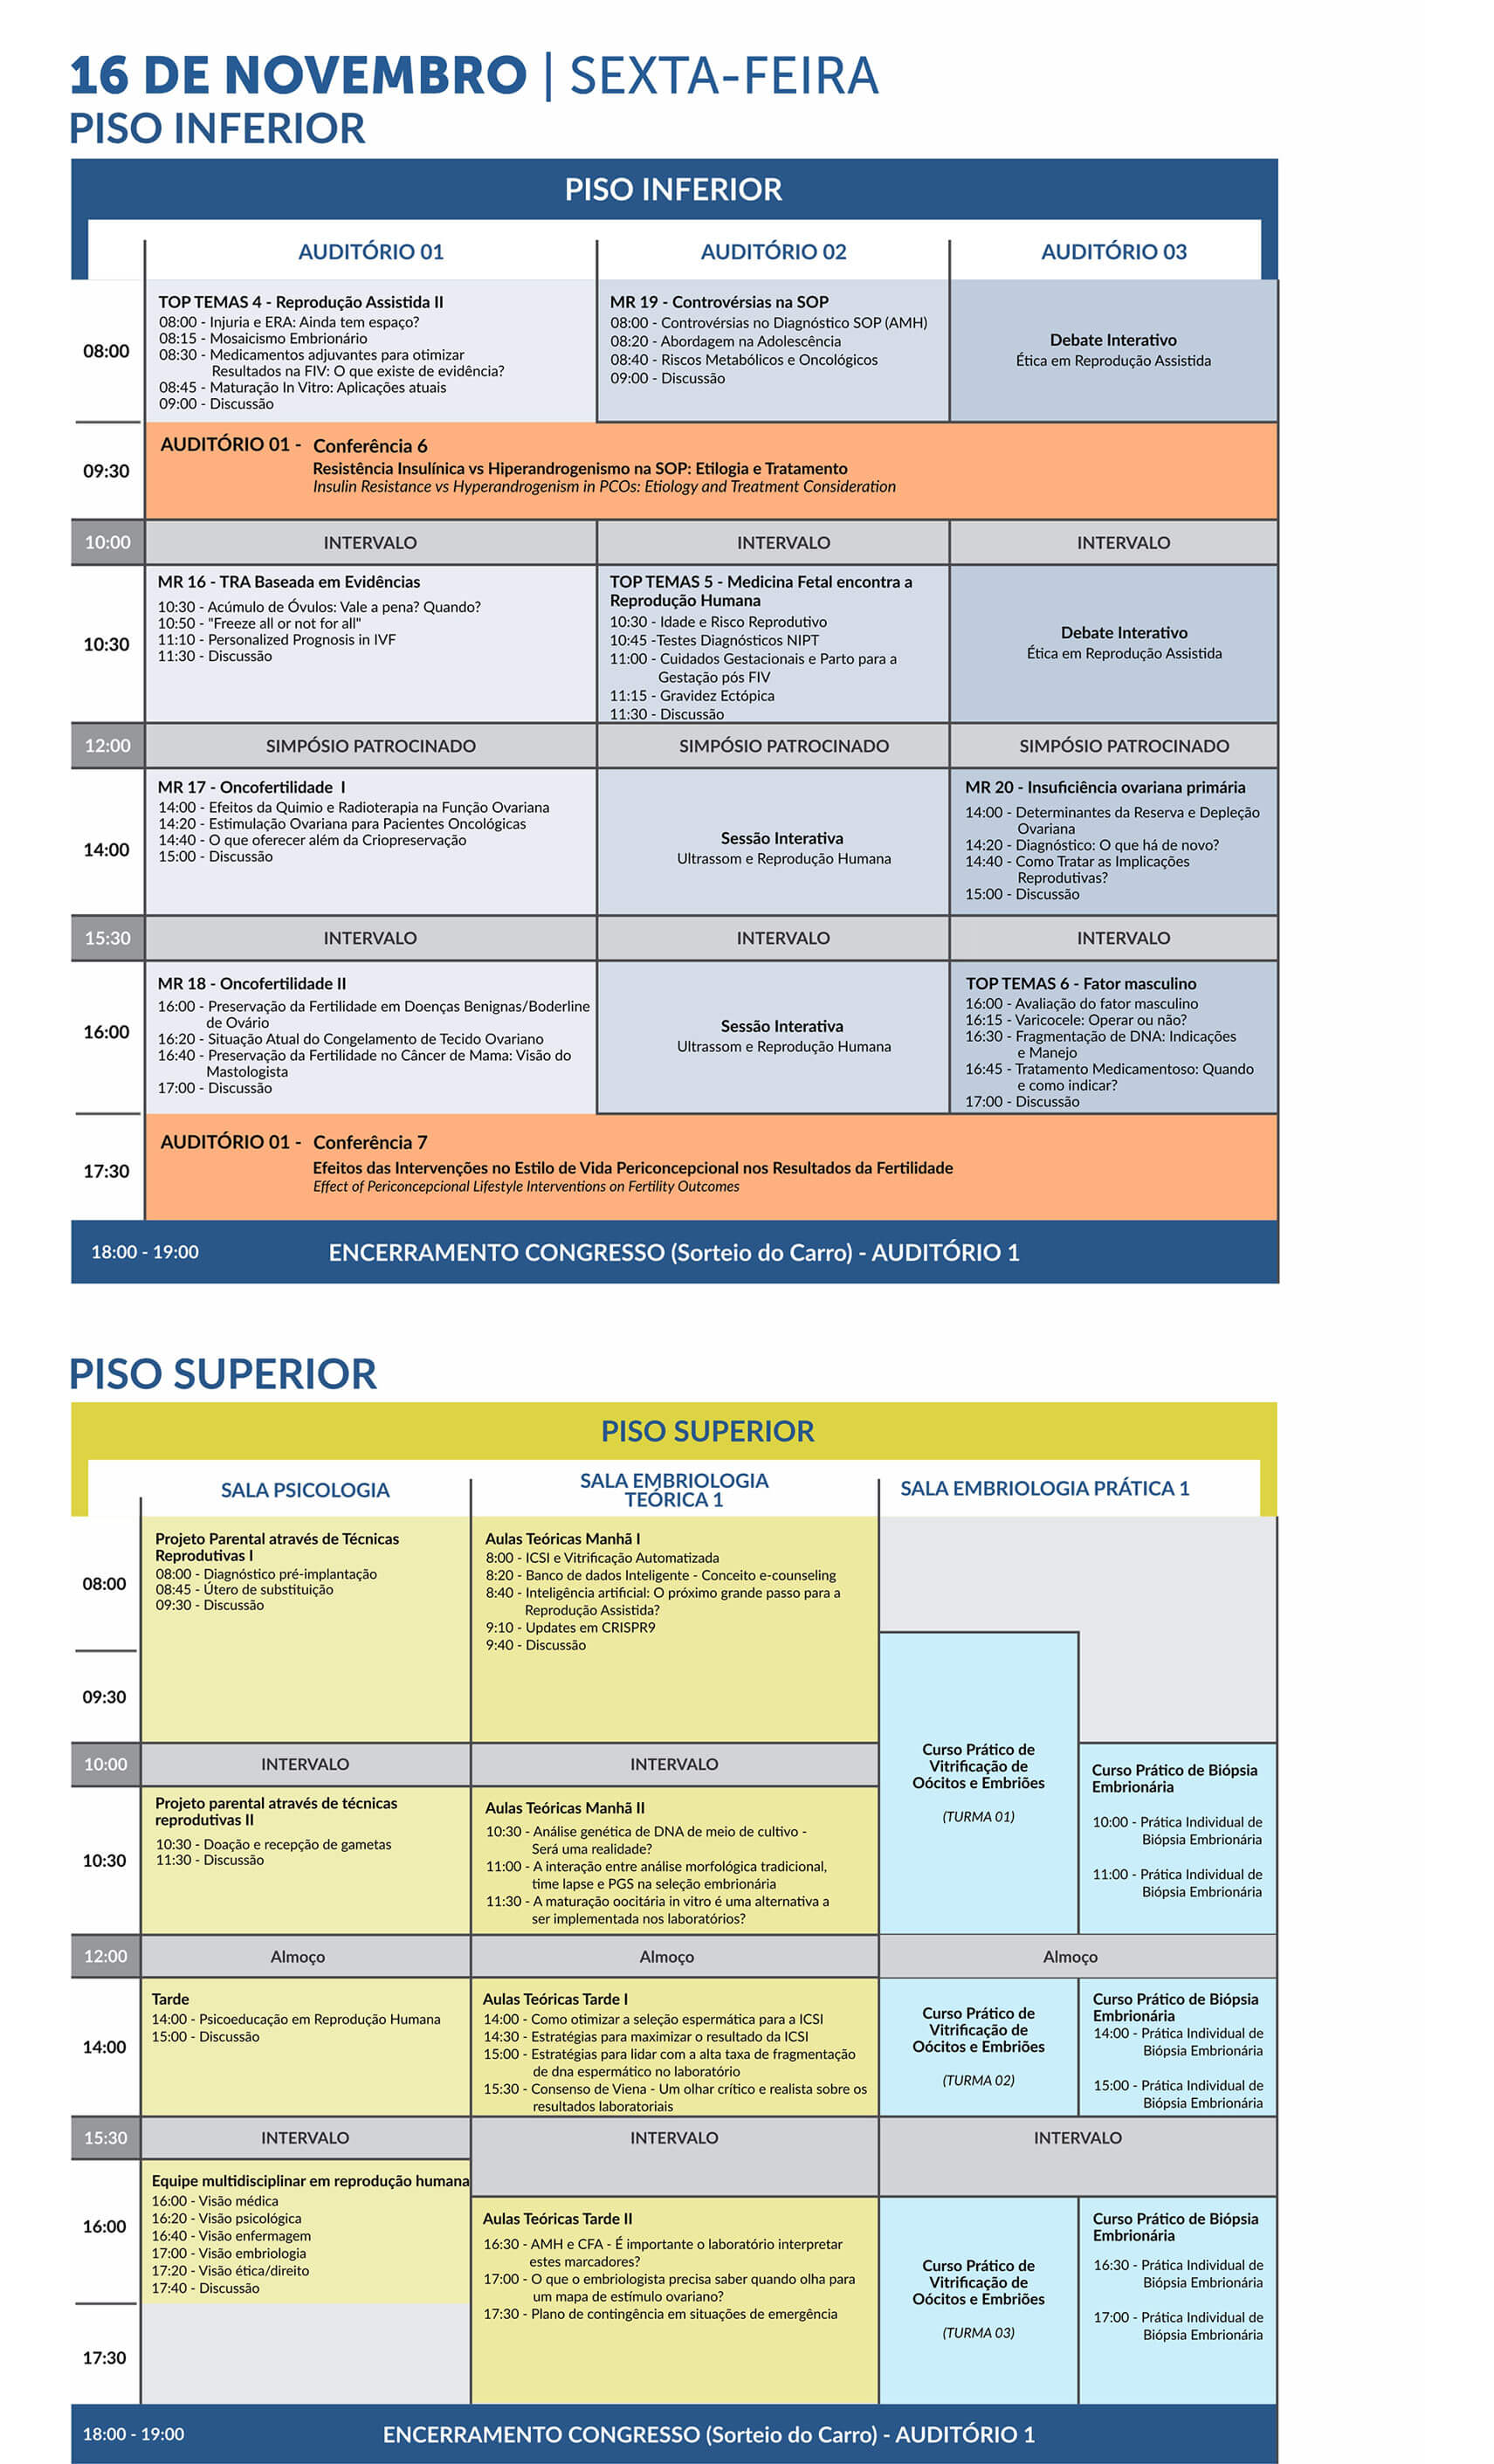 16 DE NOVEMBRO | SEXTA-FEIRA
PISO INFERIOR
PISO INFERIOR
AUDITÓRIO 01
AUDITÓRIO 02
AUDITÓRIO 03
08:00
TOP TEMAS 4 - Reprodução Assistida II
08:00 - Injuria e ERA: Ainda tem espaço?
08:15 - Mosaicismo Embrionário
08:30 - Medicamentos adjuvantes para otimizar
Resultados na FIV: O que existe de evidência?
08:45 - Maturação In Vitro: Aplicações atuais
09:00 - Discussão
MR 19 - Controvérsias na SOP
08:00 - Controvérsias no Diagnóstico SOP (AMH)
08:20 - Abordagem na Adolescência
08:40 - Riscos Metabólicos e Oncológicos
09:00 - Discussão
Debate Interativo
Ética em Reprodução Assistida
09:30
AUDITÓRIO 01 - Conferência 6
Resistência Insulínica vs Hiperandrogenismo na SOP: Etilogia e Tratamento
Insulin Resistance vs Hyperandrogenism in PCOs: Etiology and Treatment Consideration
10:00
INTERVALO
INTERVALO
INTERVALO
10:30
MR 16 - TRA Baseada em Evidências
10:30 - Acúmulo de Óvulos: Vale a pena? Quando?
10:50 - "Freeze all or not for all"
11:10 - Personalized Prognosis in IVF
11:30 - Discussão
TOP TEMAS 5 - Medicina Fetal encontra a
Reprodução Humana
10:30 - Idade e Risco Reprodutivo
10:45 -Testes Diagnósticos NIPT
11:00 - Cuidados Gestacionais e Parto para a
Gestação pós FIV
11:15 - Gravidez Ectópica
11:30 - Discussão
Debate Interativo
Ética em Reprodução Assistida
12:00
SIMPÓSIO PATROCINADO
SIMPÓSIO PATROCINADO
SIMPÓSIO PATROCINADO
14:00
MR 17 - Oncofertilidade I
14:00 - Efeitos da Quimio e Radioterapia na Função Ovariana
14:20 - Estimulação Ovariana para Pacientes Oncológicas
14:40 - O que oferecer além da Criopreservação
15:00 - Discussão
Sessão Interativa
Ultrassom e Reprodução Humana
MR 20 - Insuficiência ovariana primária
14:00 - Determinantes da Reserva e Depleção
Ovariana
14:20 - Diagnóstico: O que há de novo?
14:40 - Como Tratar as Implicações
Reprodutivas?
15:00 - Discussão
15:30
INTERVALO
INTERVALO
INTERVALO
16:00
MR 18 - Oncofertilidade II
16:00 - Preservação da Fertilidade em Doenças Benignas/Boderline
de Ovário
16:20 - Situação Atual do Congelamento de Tecido Ovariano
16:40 - Preservação da Fertilidade no Câncer de Mama: Visão do
Mastologista
17:00 - Discussão
Sessão Interativa
Ultrassom e Reprodução Humana
TOP TEMAS 6 - Fator masculino
16:00 - Avaliação do fator masculino
16:15 - Varicocele: Operar ou não?
16:30 - Fragmentação de DNA: Indicações
e Manejo
16:45 - Tratamento Medicamentoso: Quando
e como indicar?
17:00 - Discussão
17:30
AUDITÓRIO 01 - Conferência 7
Efeitos das Intervenções no Estilo de Vida Periconcepcional nos Resultados da Fertilidade
Effect of Periconcepcional Lifestyle Interventions on Fertility Outcomes
18:00 - 19:00
ENCERRAMENTO CONGRESSO (Sorteio do Carro) - AUDITÓRIO 1
PISO SUPERIOR
PISO SUPERIOR
SALA PSICOLOGIA
SALA EMBRIOLOGIA
TEÓRICA 1
SALA EMBRIOLOGIA PRÁTICA 1
08:00
Projeto Parental através de Técnicas
Reprodutivas I
08:00 - Diagnóstico pré-implantação
08:45 - Útero de substituição
09:30 - Discussão
Aulas Teóricas Manhã I
8:00 - ICSI e Vitrificação Automatizada
8:20 - Banco de dados Inteligente - Conceito e-counseling
8:40 - Inteligência artificial: O próximo grande passo para a
Reprodução Assistida?
9:10 - Updates em CRISPR9
9:40 - Discussão
09:30
10:00
INTERVALO
INTERVALO
Curso Prático de
Vitrificação de
Oócitos e Embriões
(TURMA 01)
Curso Prático de Biópsia
Embrionária
10:00 - Prática Individual de
Biópsia Embrionária
11:00 - Prática Individual de
Biópsia Embrionária
10:30
Projeto parental através de técnicas
reprodutivas II
10:30 - Doação e recepção de gametas
11:30 - Discussão
Aulas Teóricas Manhã II
10:30 - Análise genética de DNA de meio de cultivo -
Será uma realidade?
11:00 - A interação entre análise morfológica tradicional,
time lapse e PGS na seleção embrionária
11:30 - A maturação oocitária in vitro é uma alternativa a
ser implementada nos laboratórios?
12:00
Almoço
Almoço
Almoço
14:00
Tarde
14:00 - Psicoeducação em Reprodução Humana
15:00 - Discussão
Aulas Teóricas Tarde I
14:00 - Como otimizar a seleção espermática para a ICSI
14:30 - Estratégias para maximizar o resultado da ICSI
15:00 - Estratégias para lidar com a alta taxa de fragmentação
de dna espermático no laboratório
15:30 - Consenso de Viena - Um olhar crítico e realista sobre os
resultados laboratoriais
Curso Prático de
Vitrificação de
Oócitos e Embriões
(TURMA 02)
Curso Prático de Biópsia
Embrionária
14:00 - Prática Individual de
Biópsia Embrionária
15:00 - Prática Individual de
Biópsia Embrionária
15:30
INTERVALO
INTERVALO
INTERVALO
16:00
Equipe multidisciplinar em reprodução humana
16:00 - Visão médica
16:20 - Visão psicológica
16:40 - Visão enfermagem
17:00 - Visão embriologia
17:20 - Visão ética/direito
17:40 - Discussão
Aulas Teóricas Tarde II
16:30 - AMH e CFA - É importante o laboratório interpretar
estes marcadores?
17:00 - O que o embriologista precisa saber quando olha para
um mapa de estímulo ovariano?
17:30 - Plano de contingência em situações de emergência
Curso Prático de
Vitrificação de
Oócitos e Embriões
(TURMA 03)
Curso Prático de Biópsia
Embrionária
16:30 - Prática Individual de
Biópsia Embrionária
17:00 - Prática Individual de
Biópsia Embrionária
17:30
18:00 - 19:00
ENCERRAMENTO CONGRESSO (Sorteio do Carro) - AUDITÓRIO 1